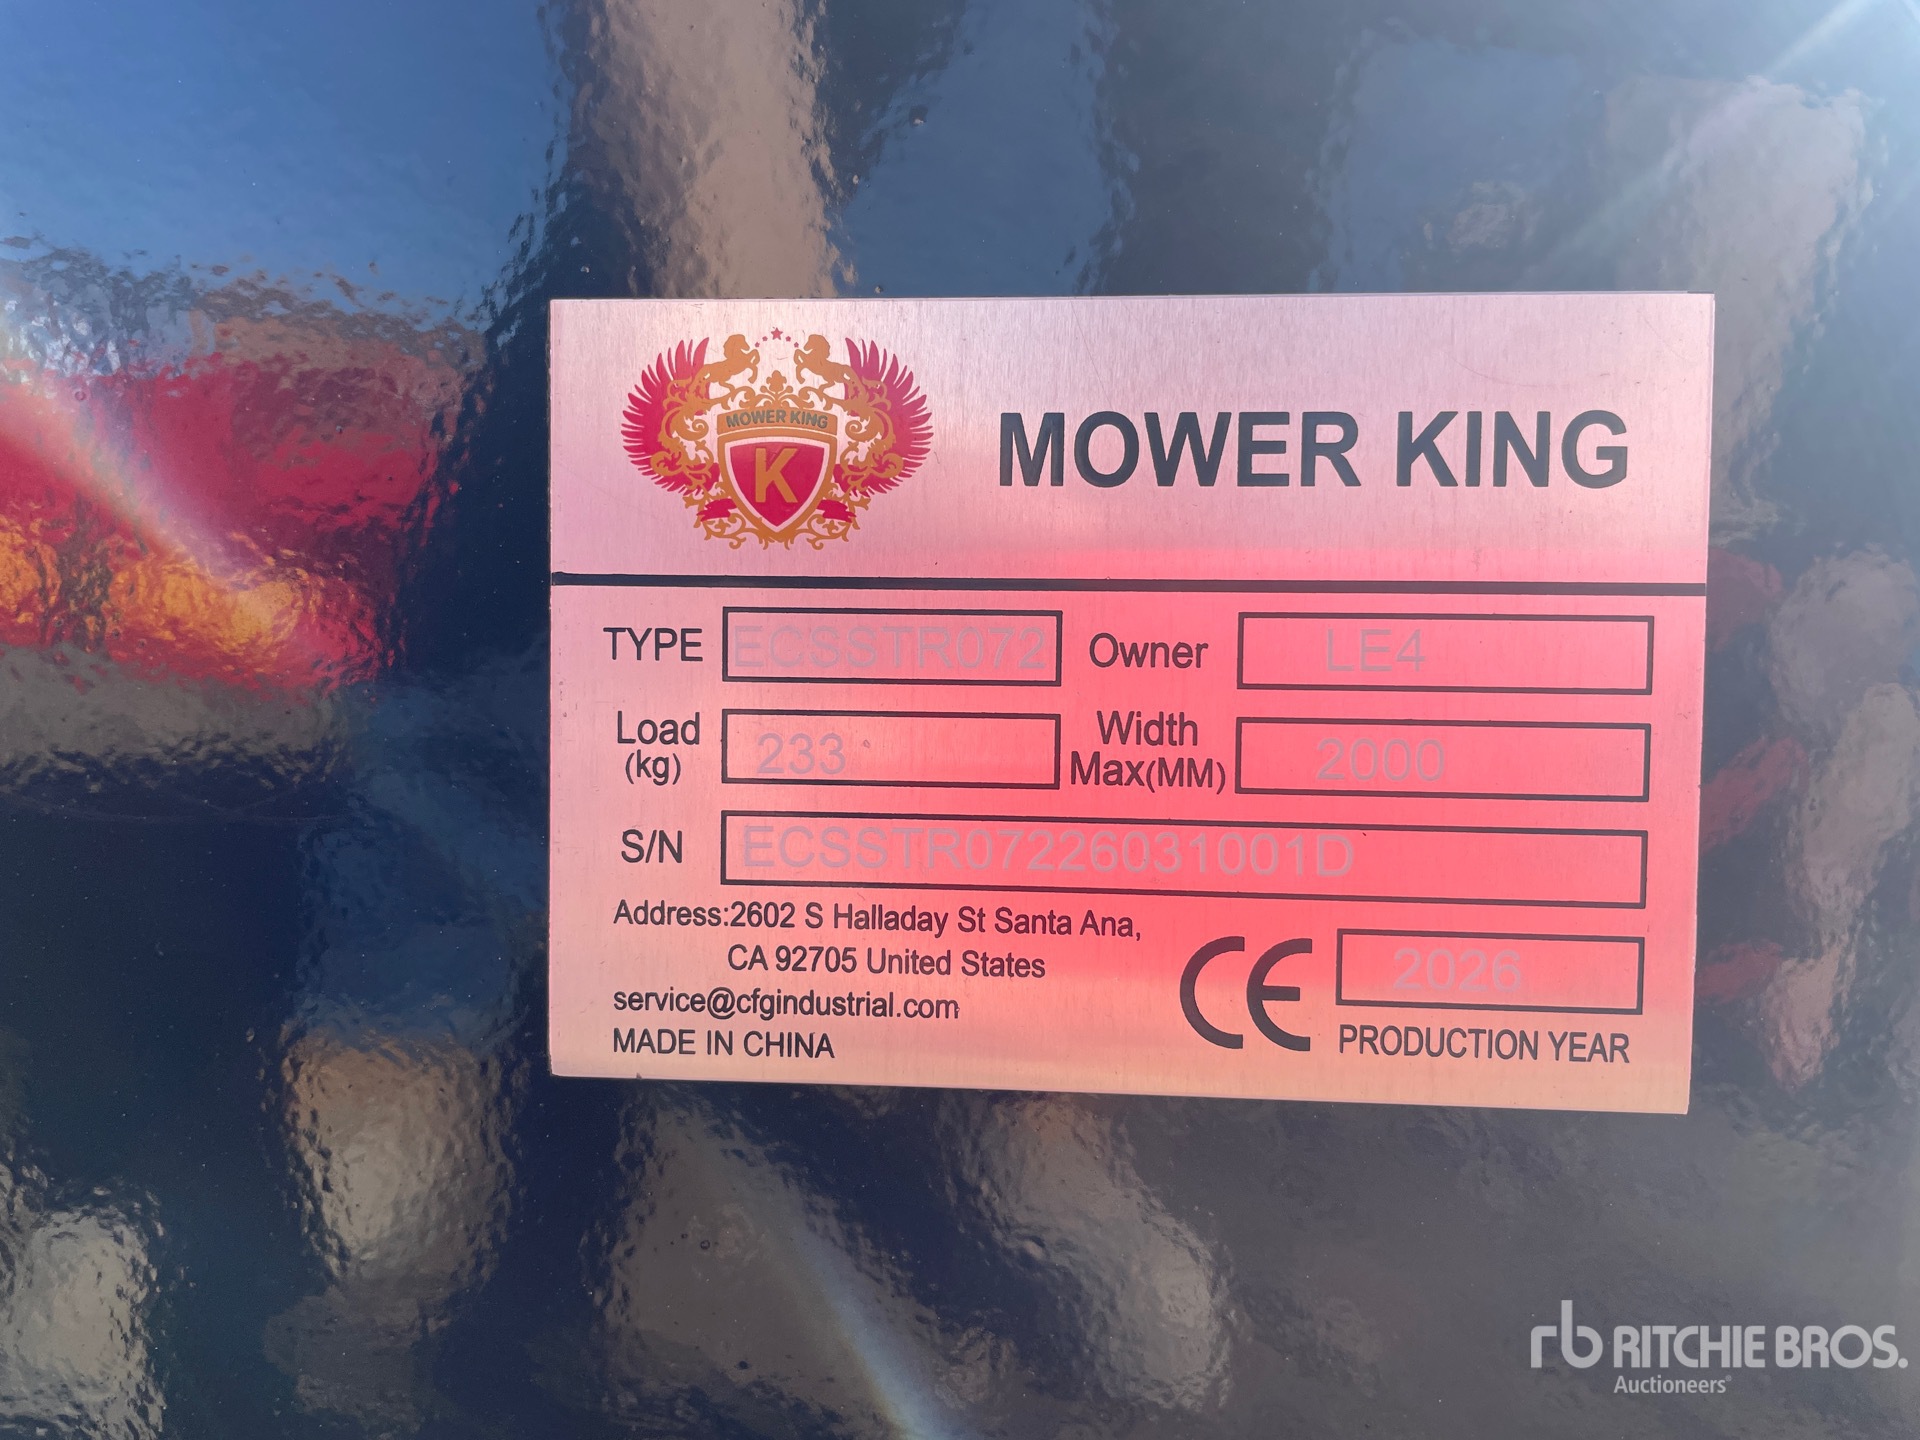 MOWER KING
K
MOWER KING
TYPE ECSSTR072 Owner LE4
Load (kg) 233 Width Max(MM) 2000
S/N ECSSTR07226031001D
Address:2602 S Halladay St Santa Ana,
CA 92705 United States
service@cfgindustrial.com
MADE IN CHINA
CE 2026
PRODUCTION YEAR
rb RITCHIE BROS.
Auctioneers